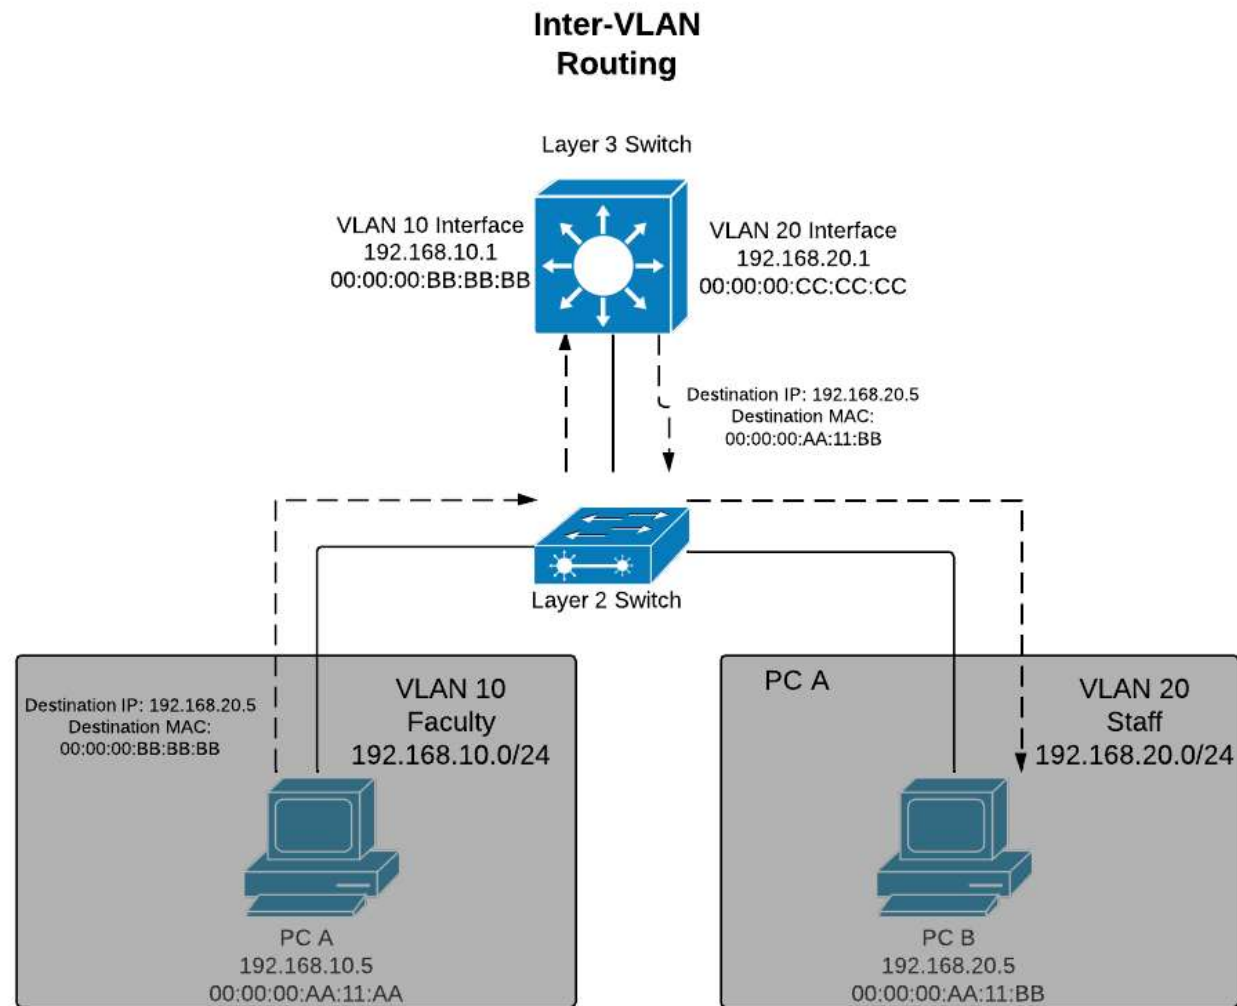 Inter-VLAN
Routing
Layer 3 Switch
VLAN 10 Interface
192.168.10.1
00:00:00:BB:BB:BB
VLAN 20 Interface
192.168.20.1
00:00:00:CC:CC:CC
Destination IP: 192.168.20.5
Destination MAC:
00:00:00:AA:11:BB
Layer 2 Switch
Destination IP: 192.168.20.5
Destination MAC:
00:00:00:BB:BB:BB
VLAN 10
Faculty
192.168.10.0/24
PC A
192.168.10.5
00:00:00:AA:11:AA
PC A
VLAN 20
Staff
192.168.20.0/24
PC B
192.168.20.5
00:00:00:AA:11:BB